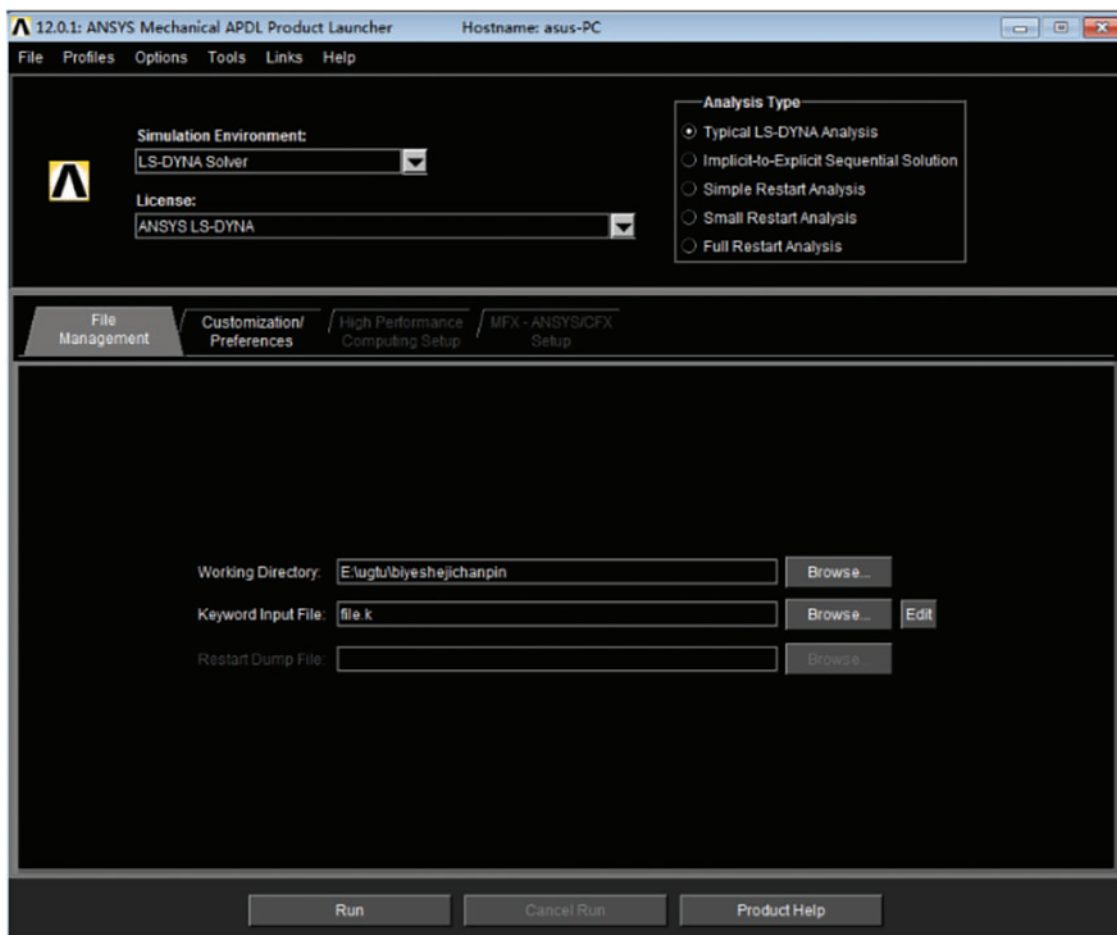 12.0.1: ANSYS Mechanical APDL Product Launcher Hostname: asus-PC
File Profiles Options Tools Links Help
Simulation Environment:
LS-DYNA Solver
License:
ANSYS LS-DYNA
Analysis Type
Typical LS-DYNA Analysis
Implicit-to-Explicit Sequential Solution
Simple Restart Analysis
Small Restart Analysis
Full Restart Analysis
File
Management
Customization/
Preferences
High Performance
Computing Setup
MFX - ANSYS/CFX
Setup
Working Directory: E:\ugtu\biyeshejichanpin Browse...
Keyword Input File: file.k Browse... Edit
Restart Dump File: Browse...
Run Cancel Run Product Help